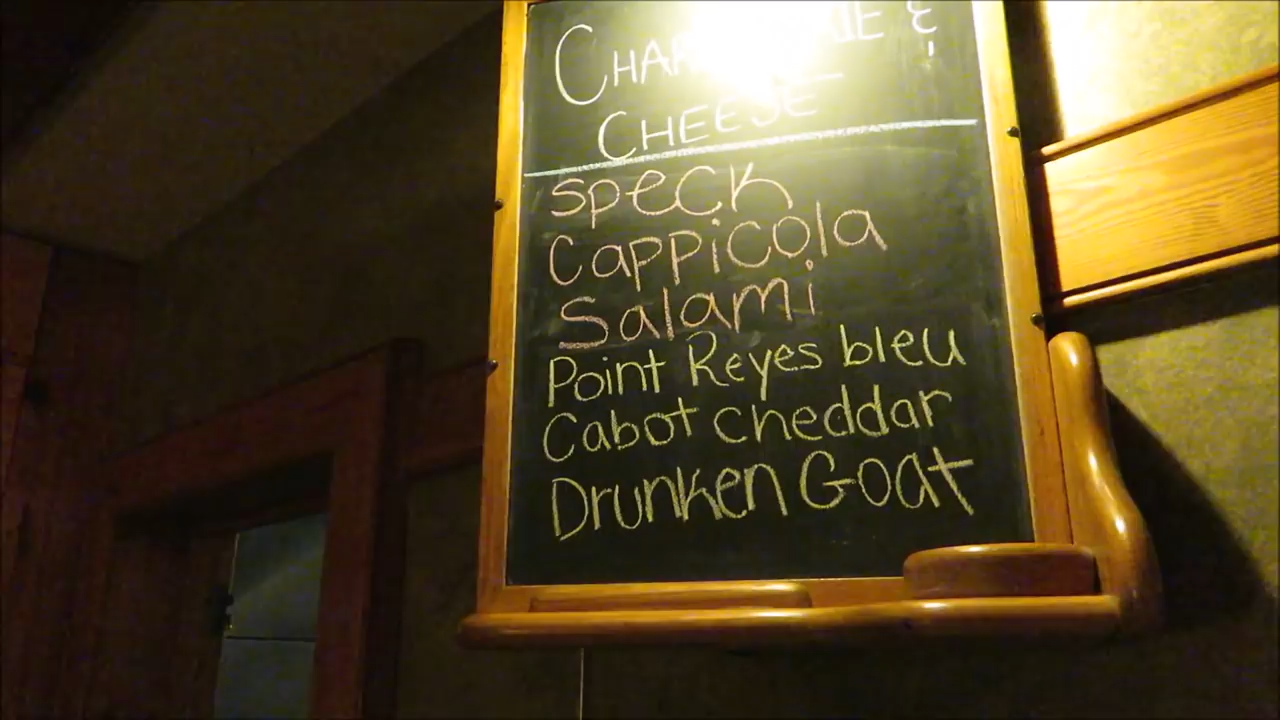 CHEESE
speck
Cappicola
Salami
Point Reyes bleu
Cabot cheddar
Drunken Goat